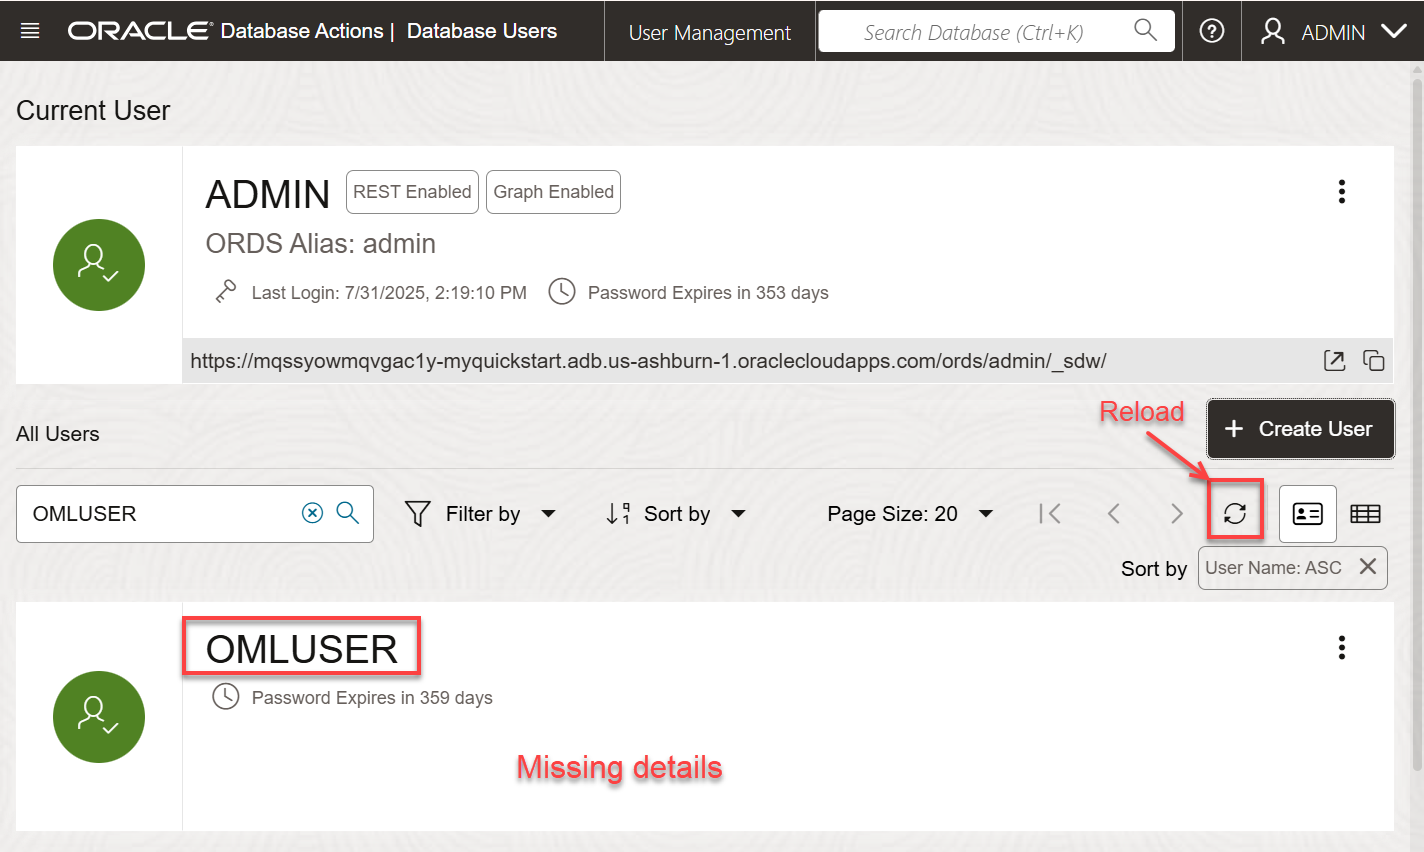 ORACLE Database Actions | Database Users User Management Search Database (Ctrl+K) ADMIN
Current User
ADMIN REST Enabled Graph Enabled
ORDS Alias: admin
Last Login: 7/31/2025, 2:19:10 PM Password Expires in 353 days
https://mqssyowmqvgac1y-myquickstart.adb.us-ashburn-1.oraclecloudapps.com/ords/admin/_sdw/
Reload
All Users + Create User
OMLUSER Filter by Sort by Page Size: 20
Sort by User Name: ASC
OMLUSER
Password Expires in 359 days
Missing details